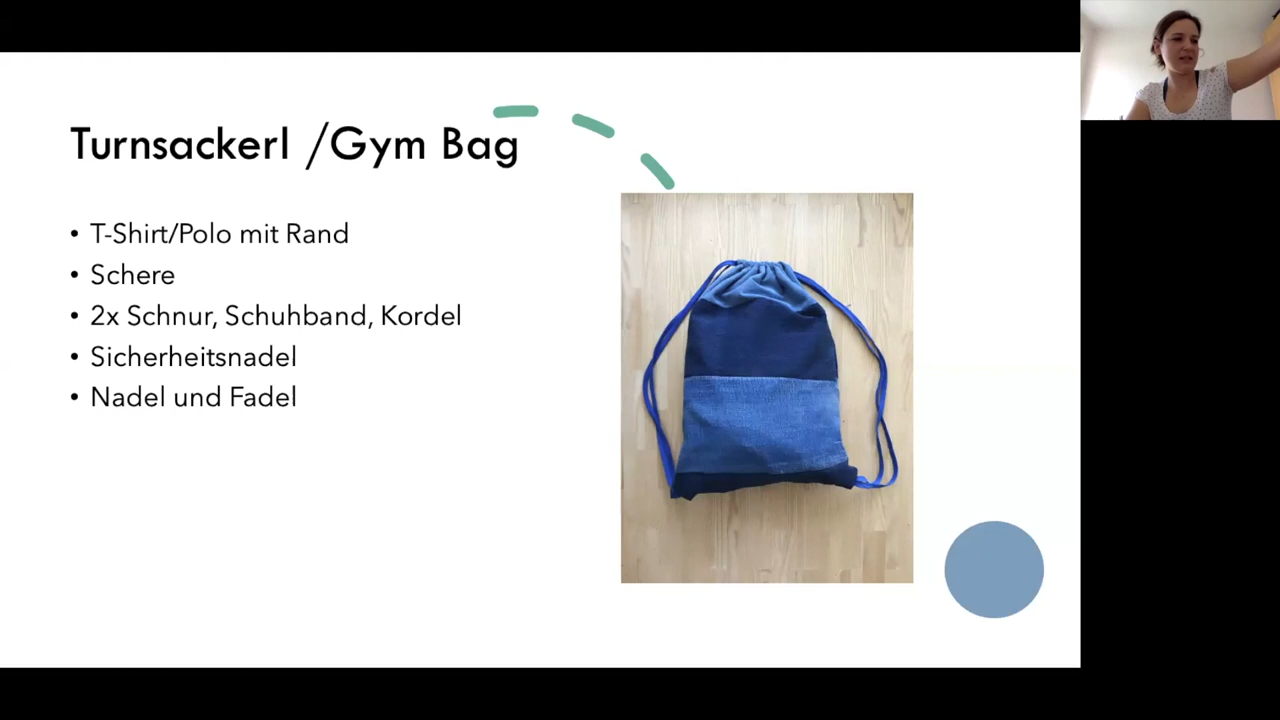 Turnsackerl /Gym Bag
• T-Shirt/Polo mit Rand
• Schere
• 2x Schnur, Schuhband, Kordel
• Sicherheitsnadel
• Nadel und Fadel